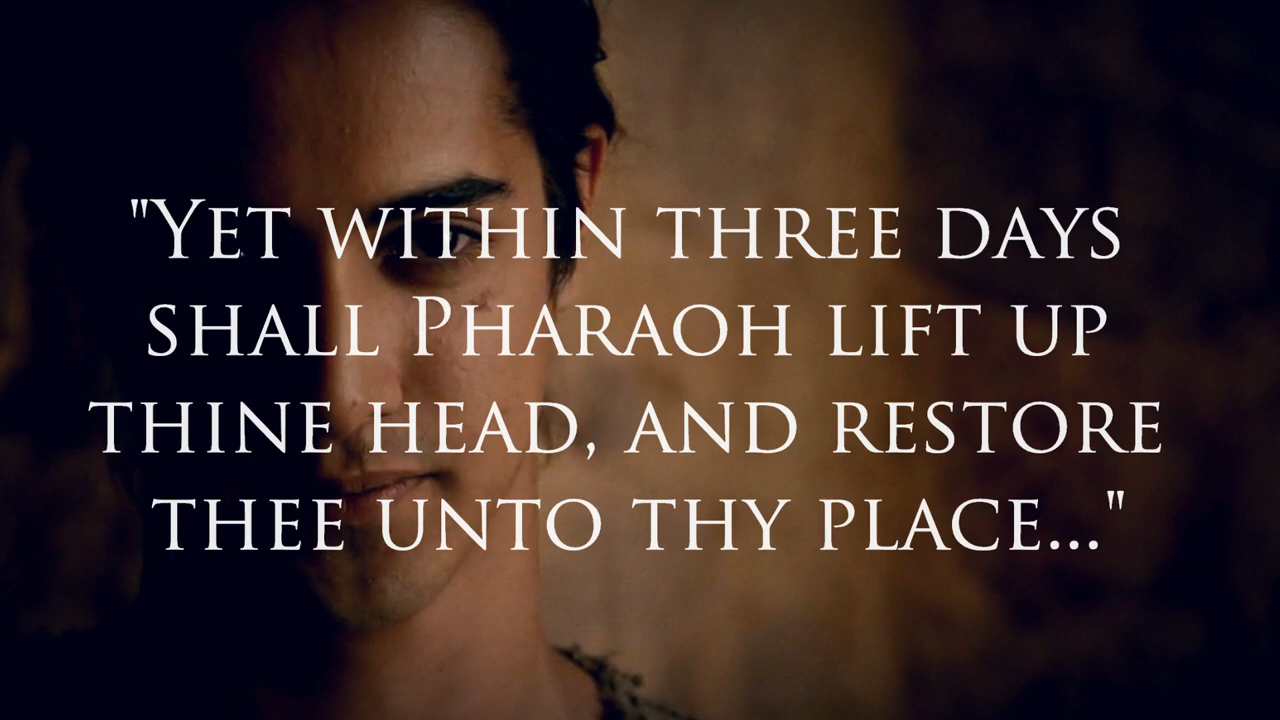 "Yet within three days
shall Pharaoh lift up
thine head, and restore
thee unto thy place..."